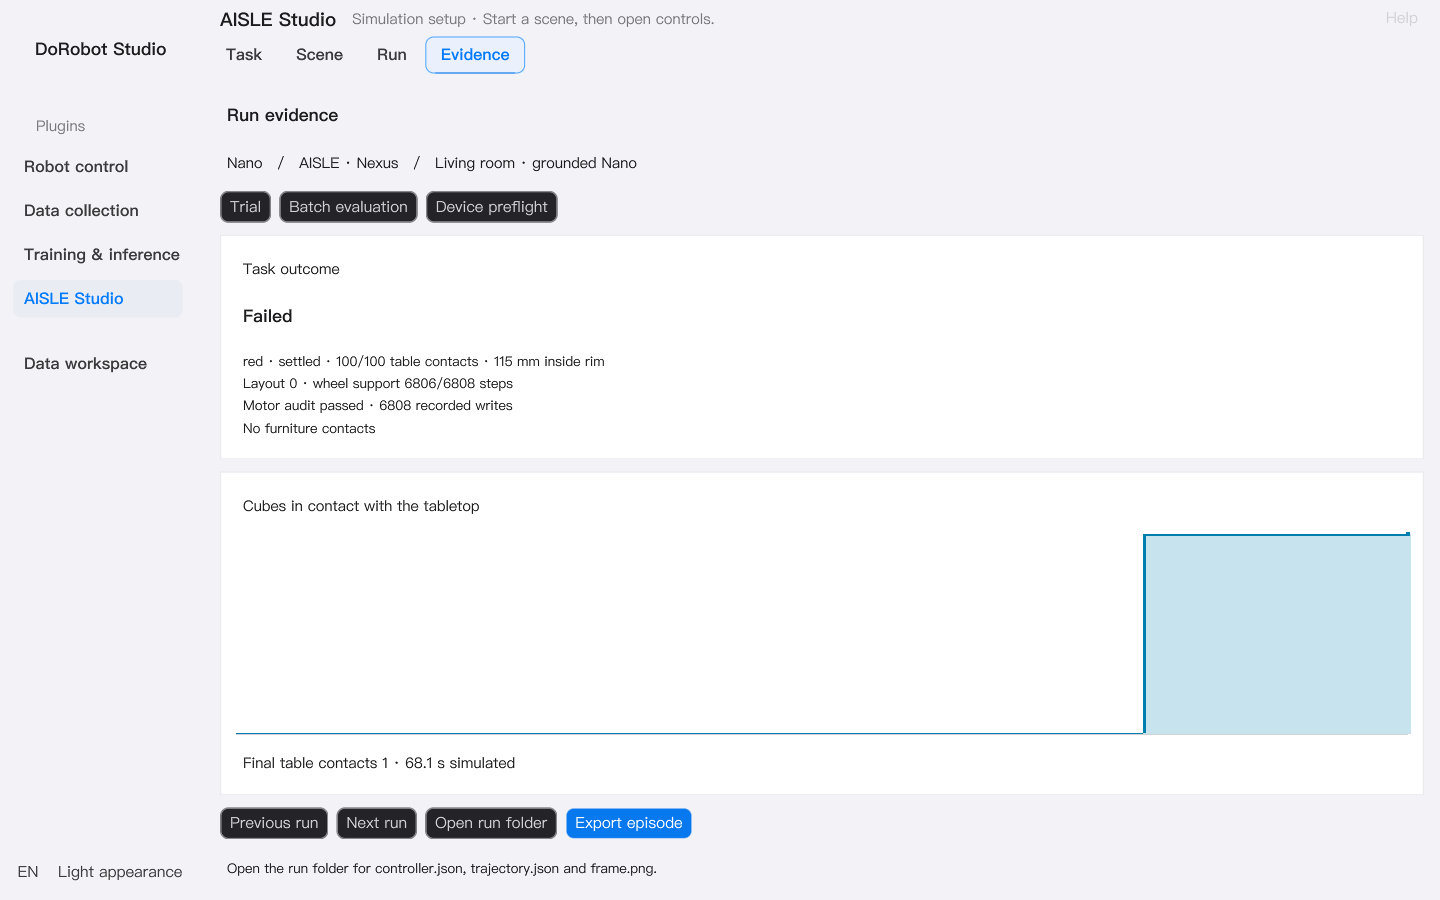 AISLE Studio
Simulation setup · Start a scene, then open controls.
Help
DoRobot Studio
Task
Scene
Run
Evidence
Plugins
Robot control
Data collection
Training & inference
AISLE Studio
Data workspace
Run evidence
Nano / AISLE · Nexus / Living room · grounded Nano
Trial
Batch evaluation
Device preflight
Task outcome
Failed
red · settled · 100/100 table contacts · 115 mm inside rim
Layout 0 · wheel support 6806/6808 steps
Motor audit passed · 6808 recorded writes
No furniture contacts
Cubes in contact with the tabletop
Final table contacts 1 · 68.1 s simulated
Previous run
Next run
Open run folder
Export episode
Open the run folder for controller.json, trajectory.json and frame.png.
EN
Light appearance